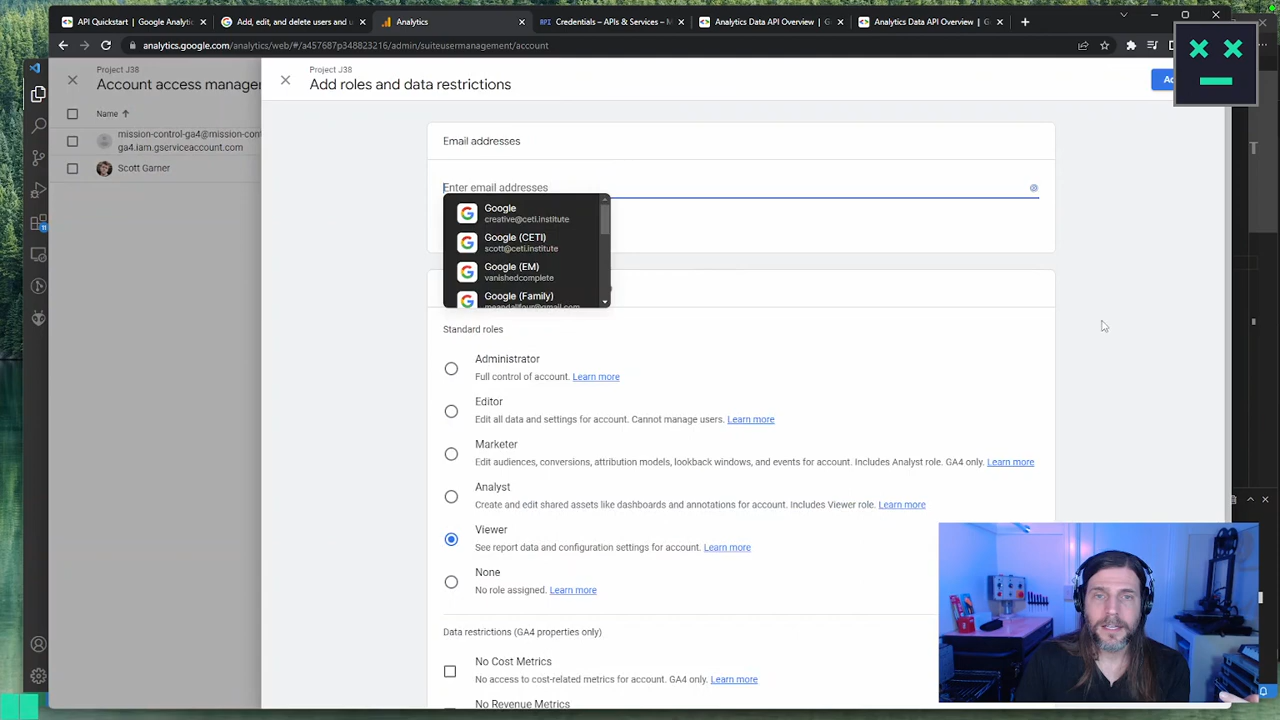 API Quickstart | Google Analytic
Add, edit, and delete users and u
Analytics
Credentials – APIs & Services – M
Analytics Data API Overview | G
Analytics Data API Overview | G
analytics.google.com/analytics/web/#/a457687p348823216/admin/suiteusermanagement/account
Project J38
Account access manager
Name
mission-control-ga4@mission-cont
ga4.iam.gserviceaccount.com
Scott Garner
Project J38
Add roles and data restrictions
Email addresses
Enter email addresses
Google
creative@ceti.institute
Google (CETI)
scott@ceti.institute
Google (EM)
vanishedcomplete
Google (Family)
Standard roles
Administrator
Full control of account. Learn more
Editor
Edit all data and settings for account. Cannot manage users. Learn more
Marketer
Edit audiences, conversions, attribution models, lookback windows, and events for account. Includes Analyst role. GA4 only. Learn more
Analyst
Create and edit shared assets like dashboards and annotations for account. Includes Viewer role. Learn more
Viewer
See report data and configuration settings for account. Learn more
None
No role assigned. Learn more
Data restrictions (GA4 properties only)
No Cost Metrics
No access to cost-related metrics for account. GA4 only. Learn more
No Revenue Metrics